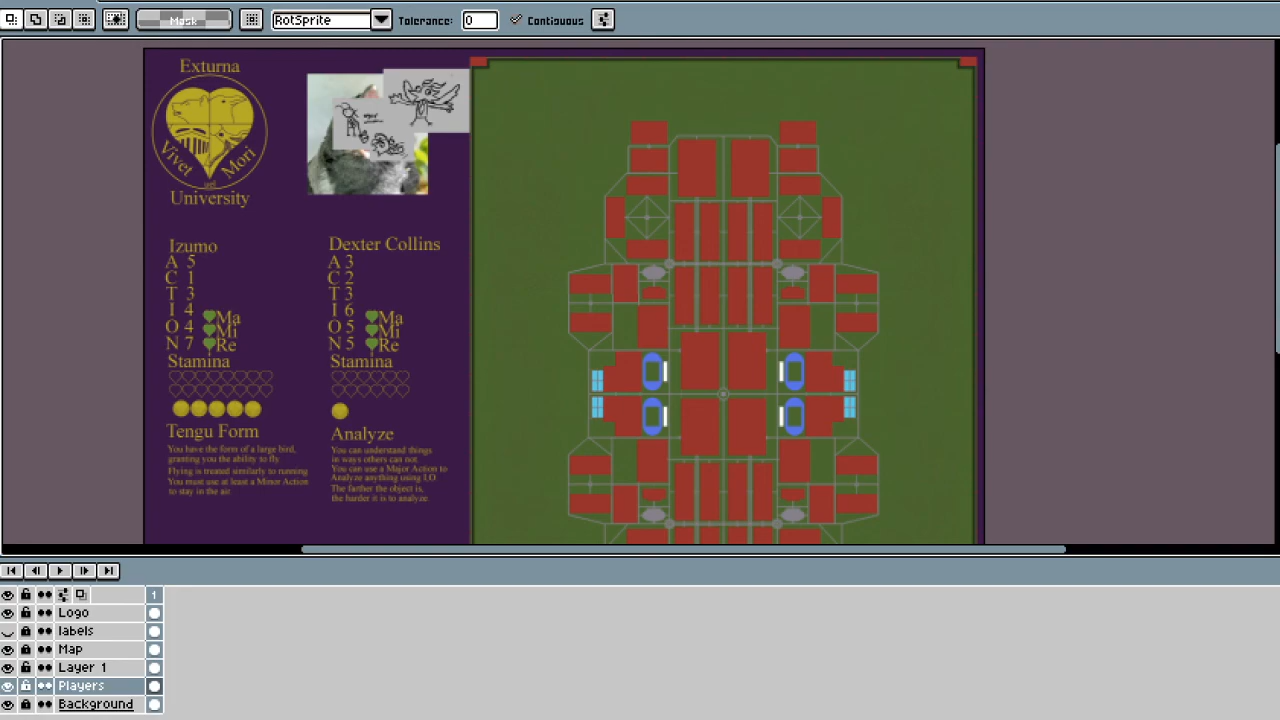 Mask
RotSprite
Tolerance: 0
Contiguous
Exturna
Vivet
Mori
University
Izumo
A 5
C 1
T 3
I 4
O 4
N 7
Ma
Mi
Re
Stamina
Tengu Form
You have the form of a large bird,
granting you the ability to fly
Flying is treated similarly to running
You must use at least a Minor Action
to stay in the air
Dexter Collins
A 3
C 2
T 3
I 6
O 5
N 5
Ma
Mi
Re
Stamina
Analyze
You can understand things
in ways others can not
You can use a Major Action to
Analyze anything using I,O
The farther the object is,
the harder it is to analyze
1
Logo
labels
Map
Layer 1
Players
Background